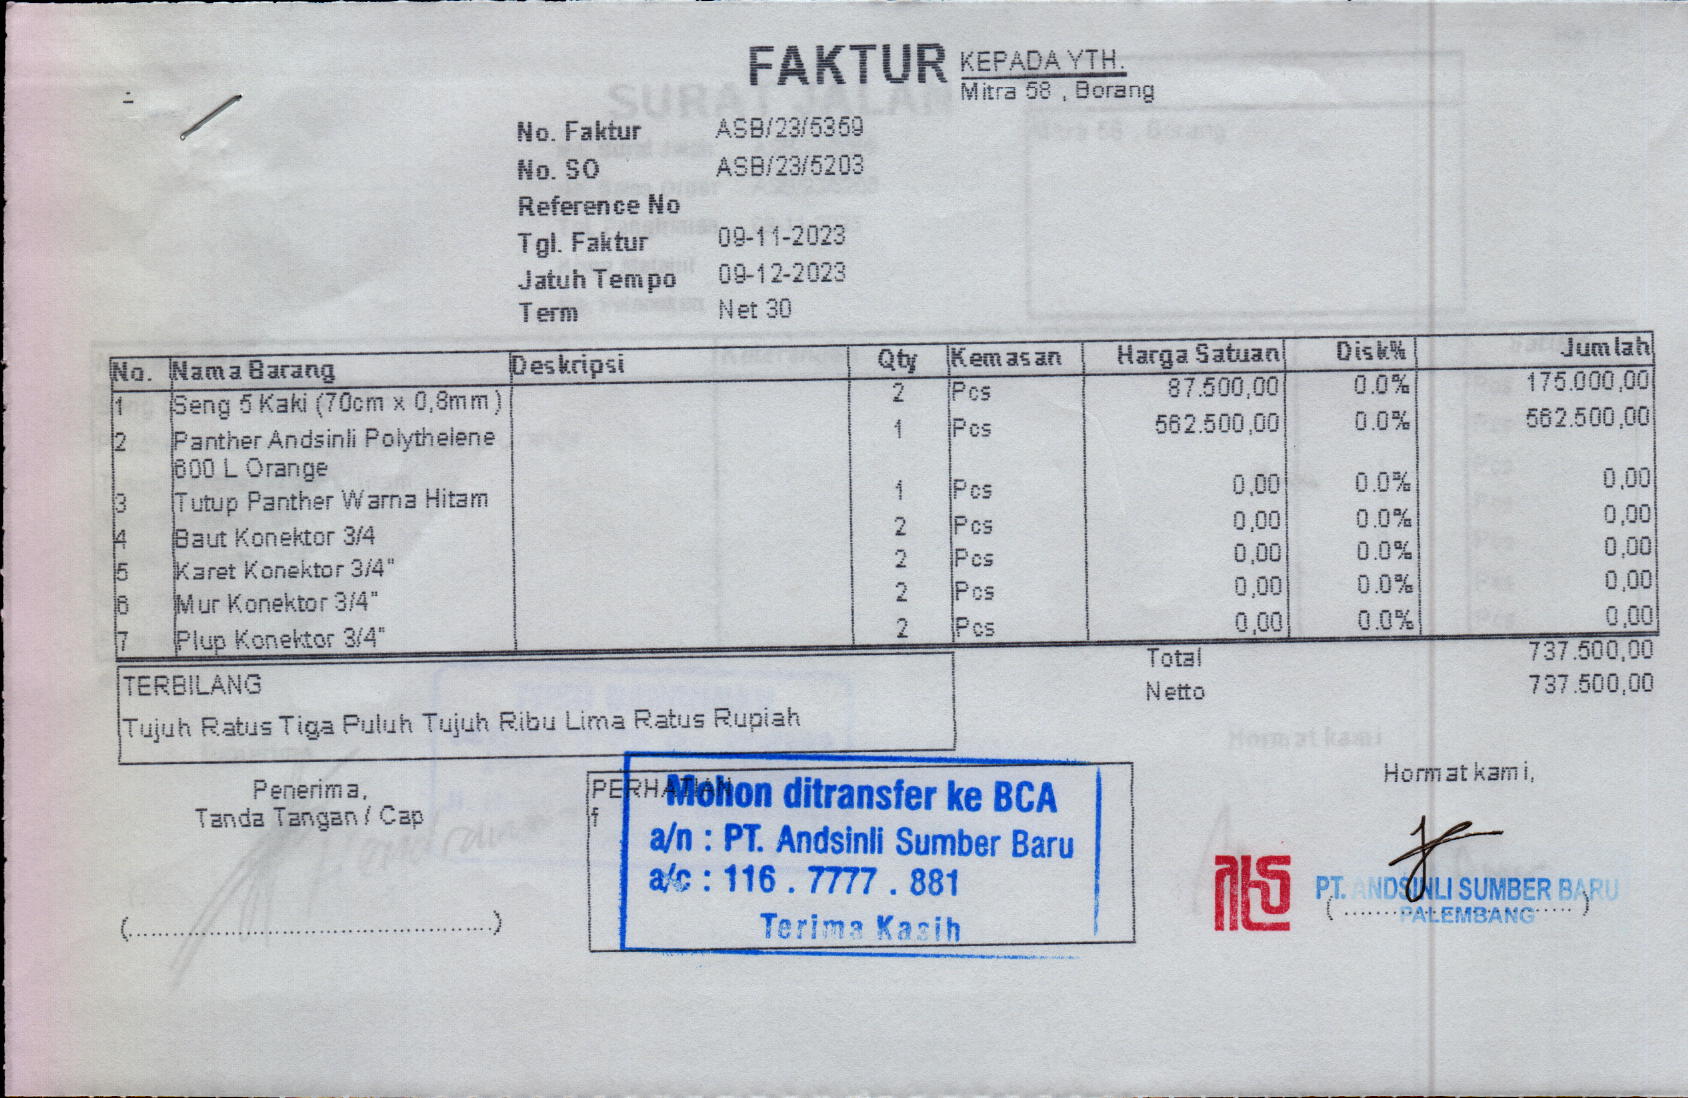 FAKTUR
KEPADA YTH.
Mitra 58 , Borang
SURAT JALAN
No. Faktur ASB/23/5359
No. SO ASB/23/5203
Reference No
Tgl. Faktur 09-11-2023
Jatuh Tempo 09-12-2023
Term Net 30
No. Nama Barang Deskripsi Qty Kemasan Harga Satuan Disk% Jumlah
1 Seng 5 Kaki (70cm x 0,8mm) 2 Pcs 87.500,00 0.0% 175.000,00
2 Panther Andsinli Polythelene 1 Pcs 562.500,00 0.0% 562.500,00
600 L Orange
3 Tutup Panther Warna Hitam 1 Pcs 0,00 0.0% 0,00
4 Baut Konektor 3/4 2 Pcs 0,00 0.0% 0,00
5 Karet Konektor 3/4" 2 Pcs 0,00 0.0% 0,00
6 Mur Konektor 3/4" 2 Pcs 0,00 0.0% 0,00
7 Plup Konektor 3/4" 2 Pcs 0,00 0.0% 0,00
Total 737.500,00
Netto 737.500,00
TERBILANG
Tujuh Ratus Tiga Puluh Tujuh Ribu Lima Ratus Rupiah
Penerima,
Tanda Tangan / Cap
PERHATIAN
f
Mohon ditransfer ke BCA
a/n : PT. Andsinli Sumber Baru
a/c : 116 . 7777 . 881
Terima Kasih
Hormat kami,
PT. ANDSINLI SUMBER BARU
PALEMBANG